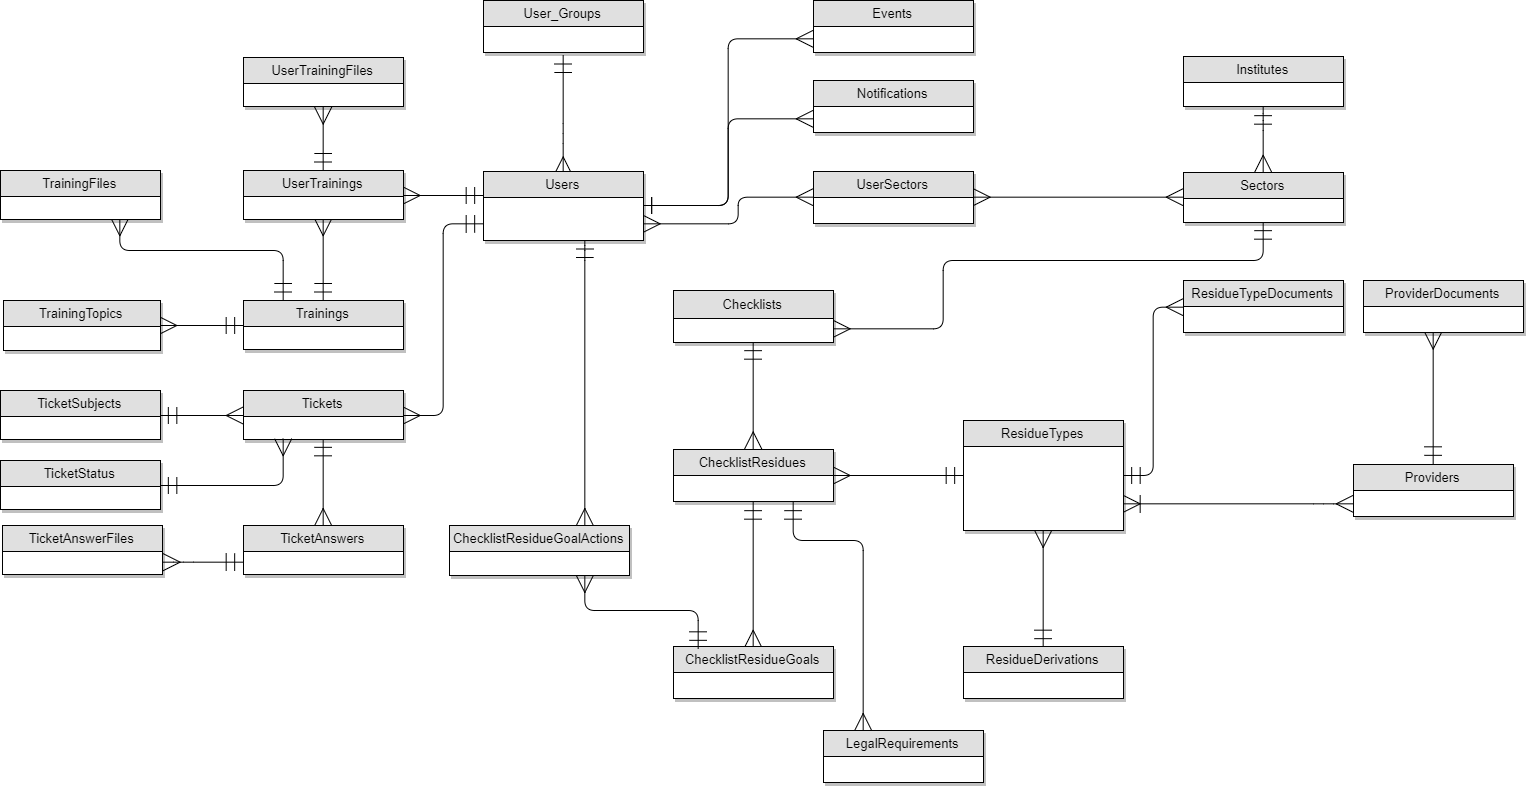 User_Groups
Events
UserTrainingFiles
Institutes
Notifications
TrainingFiles
UserTrainings
Users
UserSectors
Sectors
TrainingTopics
Trainings
Checklists
ResidueTypeDocuments
ProviderDocuments
TicketSubjects
Tickets
ResidueTypes
TicketStatus
ChecklistResidues
Providers
TicketAnswerFiles
TicketAnswers
ChecklistResidueGoalActions
ChecklistResidueGoals
ResidueDerivations
LegalRequirements